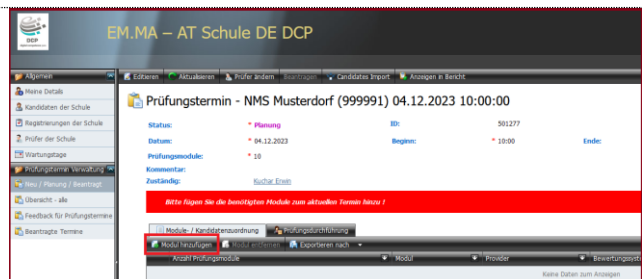 DCP
EM.MA – AT Schule DE DCP
Allgemein
Meine Details
Kandidaten der Schule
Registrierungen der Schule
Prüfer der Schule
Wartungstage
Prüfungstermin Verwaltung
Neu / Planung / Beantragt
Übersicht - alle
Feedback für Prüfungstermine
Beantragte Termine
Editieren Aktualisieren Prüfer ändern Beantragen Candidates Import Anzeigen in Bericht
Prüfungstermin - NMS Musterdorf (999991) 04.12.2023 10:00:00
Status: * Planung ID: 501277
Datum: * 04.12.2023 Beginn: * 10:00 Ende:
Prüfungsmodule: * 10
Kommentar:
Zuständig: Kuchar Erwin
Bitte fügen Sie die benötigten Module zum aktuellen Termin hinzu !
Module- / Kandidatenzuordnung Prüfungsdurchführung
Modul hinzufügen Modul entfernen Exportieren nach
Anzahl Prüfungsmodule Modul Provider Bewertungssyst
Keine Daten zum Anzeigen